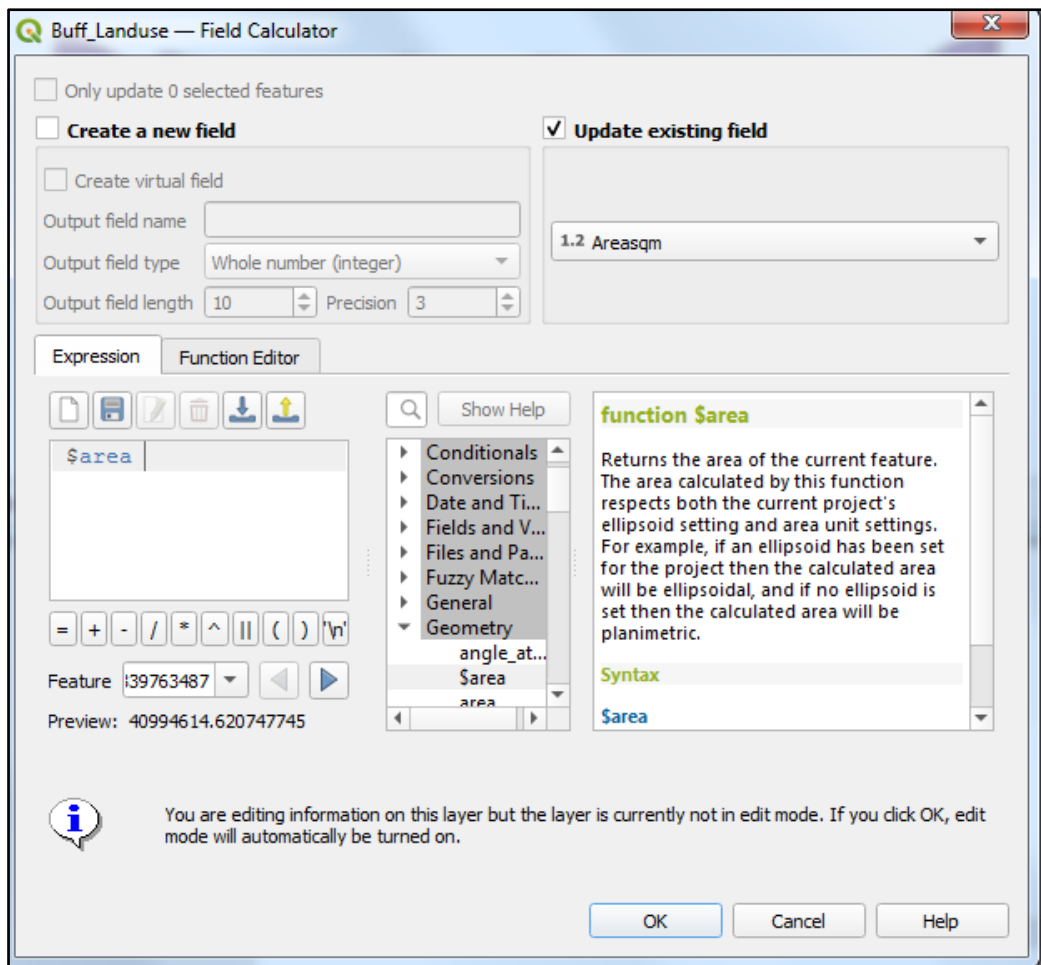 Buff_Landuse — Field Calculator
X
Only update 0 selected features
Create a new field
Create virtual field
Output field name
Output field type Whole number (integer)
Output field length 10 Precision 3
Update existing field
1.2 Areasqm
Expression Function Editor
$area
= + - / * ^ || ( ) '\n'
Feature 39763487
Preview: 40994614.620747745
Show Help
Conditionals
Conversions
Date and Ti...
Fields and V...
Files and Pa...
Fuzzy Matc...
General
Geometry
angle_at...
$area
area
function $area
Returns the area of the current feature.
The area calculated by this function
respects both the current project's
ellipsoid setting and area unit settings.
For example, if an ellipsoid has been set
for the project then the calculated area
will be ellipsoidal, and if no ellipsoid is
set then the calculated area will be
planimetric.
Syntax
$area
You are editing information on this layer but the layer is currently not in edit mode. If you click OK, edit
mode will automatically be turned on.
OK Cancel Help